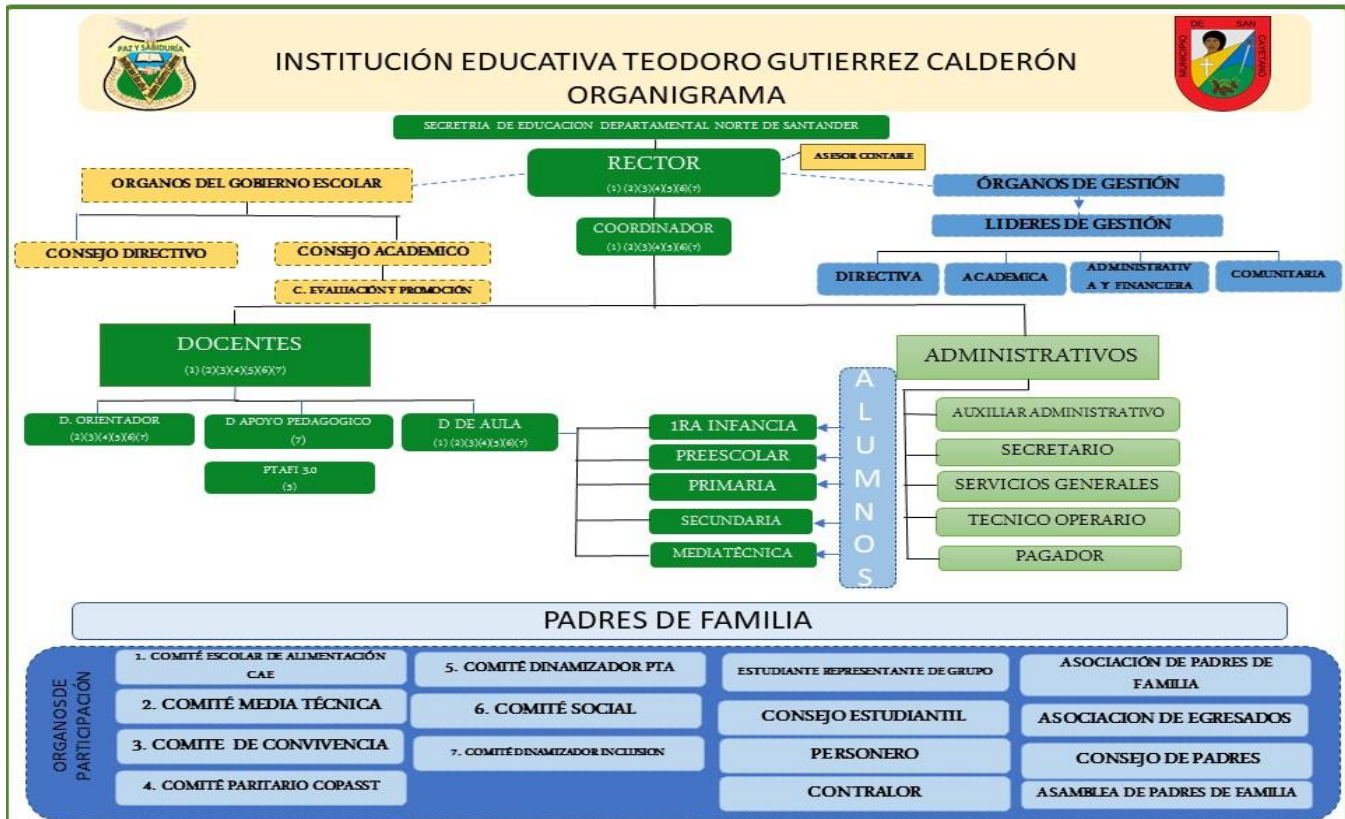 PAZ Y SABIDURÍA
INSTITUCIÓN EDUCATIVA TEODORO GUTIERREZ CALDERÓN
ORGANIGRAMA
MUNICIPIO DE SAN CAYETANO
SECRETRIA DE EDUCACION DEPARTAMENTAL NORTE DE SANTANDER
RECTOR
(1) (2)(3)(4)(5)(6)(7)
ASESOR CONTABLE
ORGANOS DEL GOBIERNO ESCOLAR
ÓRGANOS DE GESTIÓN
COORDINADOR
(1) (2)(3)(4)(5)(6)(7)
LIDERES DE GESTIÓN
CONSEJO DIRECTIVO
CONSEJO ACADEMICO
C. EVALUACIÓN Y PROMOCIÓN
DIRECTIVA
ACADEMICA
ADMINISTRATIV
A Y FINANCIERA
COMUNITARIA
DOCENTES
(1) (2)(3)(4)(5)(6)(7)
ADMINISTRATIVOS
D. ORIENTADOR
(2)(3)(4)(5)(6)(7)
D APOYO PEDAGOGICO
(7)
D DE AULA
(1) (2)(3)(4)(5)(6)(7)
PTAFI 3.0
(5)
1RA INFANCIA
PREESCOLAR
PRIMARIA
SECUNDARIA
MEDIATÉCNICA
ALUMNOS
AUXILIAR ADMINISTRATIVO
SECRETARIO
SERVICIOS GENERALES
TECNICO OPERARIO
PAGADOR
PADRES DE FAMILIA
ORGANOS DE
PARTICIPACIÓN
1. COMITÉ ESCOLAR DE ALIMENTACIÓN
CAE
2. COMITÉ MEDIA TÉCNICA
3. COMITE DE CONVIVENCIA
4. COMITÉ PARITARIO COPASST
5. COMITÉ DINAMIZADOR PTA
6. COMITÉ SOCIAL
7. COMITÉ DINAMIZADOR INCLUSION
ESTUDIANTE REPRESENTANTE DE GRUPO
CONSEJO ESTUDIANTIL
PERSONERO
CONTRALOR
ASOCIACIÓN DE PADRES DE
FAMILIA
ASOCIACION DE EGRESADOS
CONSEJO DE PADRES
ASAMBLEA DE PADRES DE FAMILIA